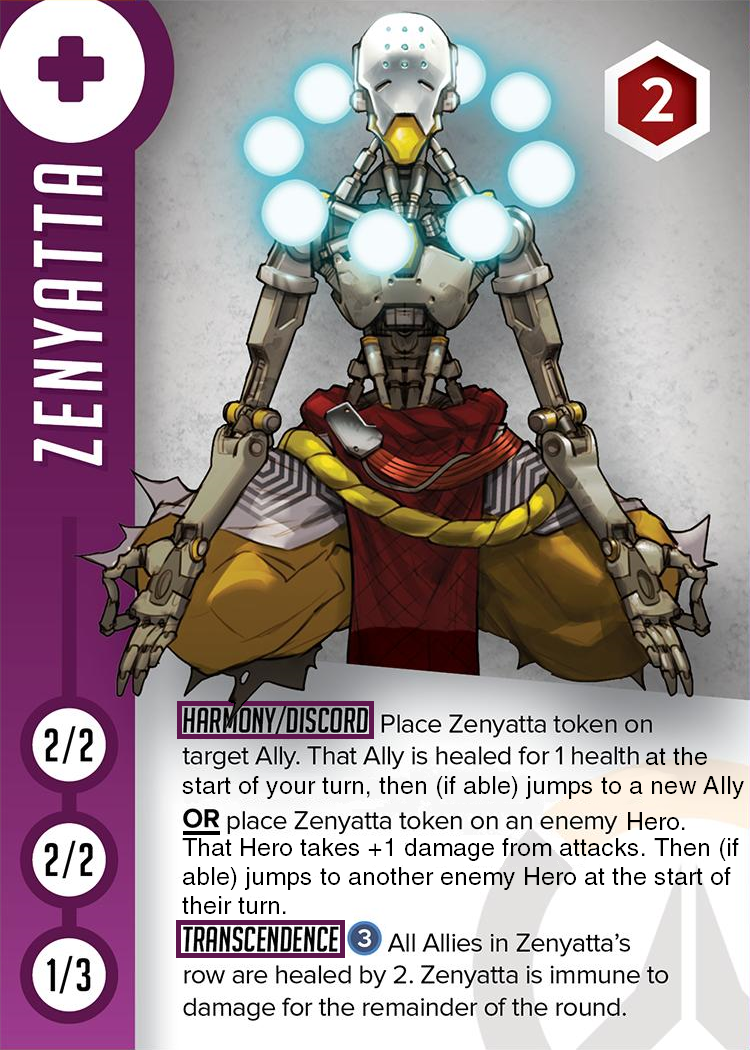 2
ZENYATTA
2/2
2/2
1/3
HARMONY/DISCORD Place Zenyatta token on
target Ally. That Ally is healed for 1 health at the
start of your turn, then (if able) jumps to a new Ally
OR place Zenyatta token on an enemy Hero.
That Hero takes +1 damage from attacks. Then (if
able) jumps to another enemy Hero at the start of
their turn.
TRANSCENDENCE 3 All Allies in Zenyatta's
row are healed by 2. Zenyatta is immune to
damage for the remainder of the round.